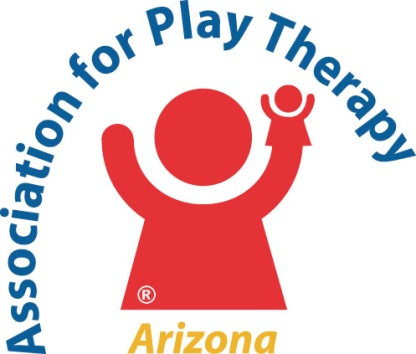 Association for Play Therapy
®
Arizona